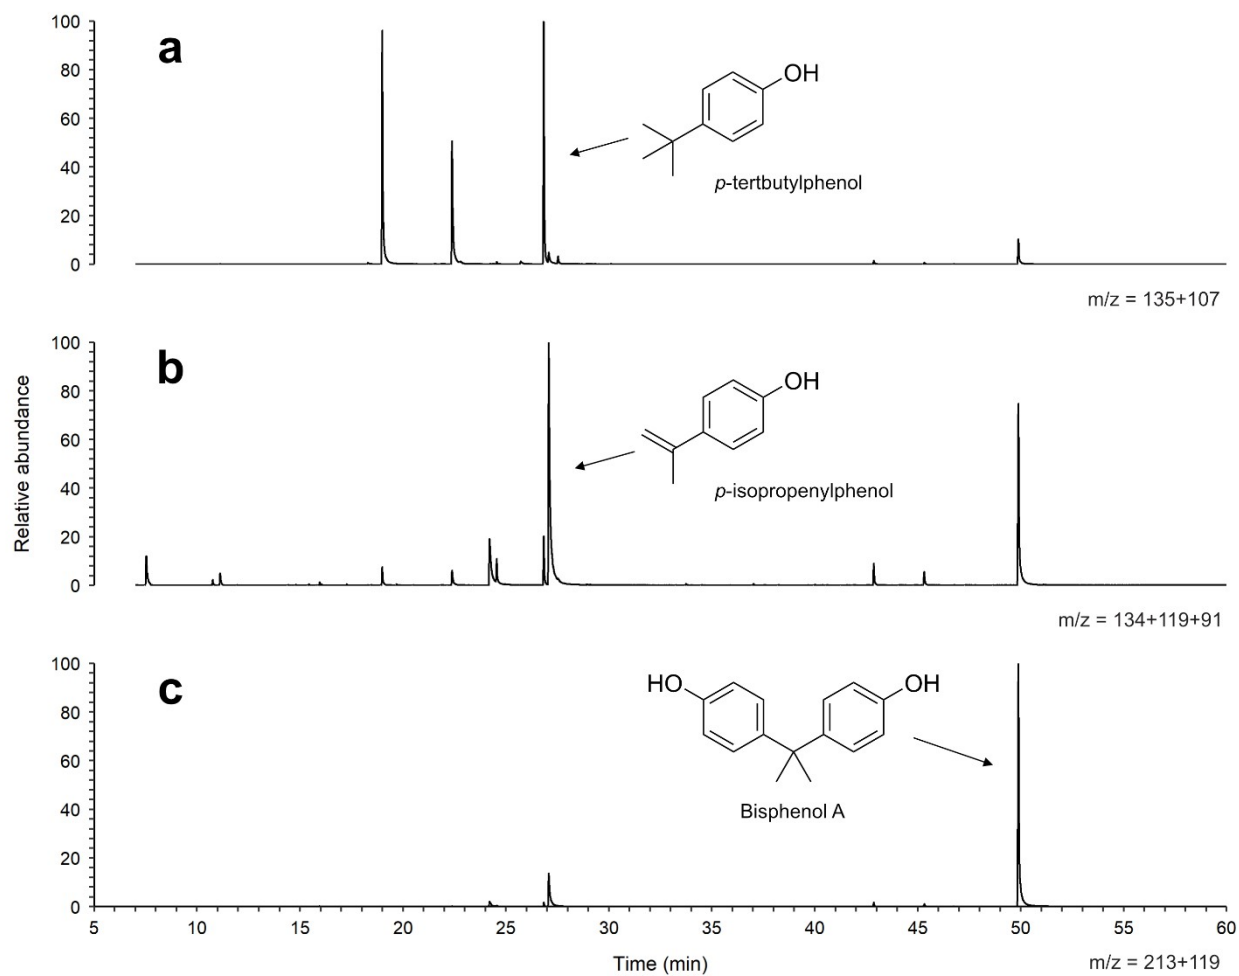 a
100
80
60
40
20
0
OH
p-tertbutylphenol
m/z = 135+107
b
100
80
60
40
20
0
OH
p-isopropenylphenol
m/z = 134+119+91
Relative abundance
c
100
80
60
40
20
0
HO
OH
Bisphenol A
5 10 15 20 25 30 35 40 45 50 55 60
Time (min)
m/z = 213+119